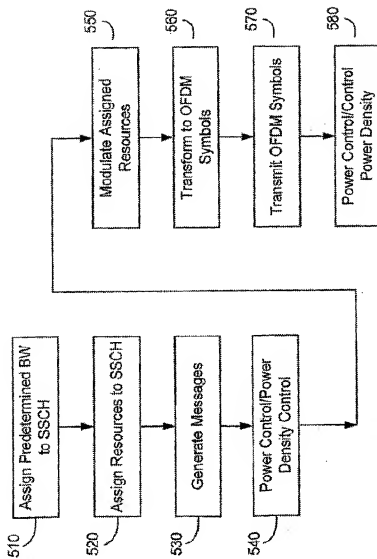 510
Assign Predetermined BW
to SSCH
520
Assign Resources to SSCH
530
Generate Messages
540
Power Control/Power
Density Control
550
Modulate Assigned
Resources
560
Transform to OFDM
Symbols
570
Transmit OFDM Symbols
580
Power Control/Control
Power Density